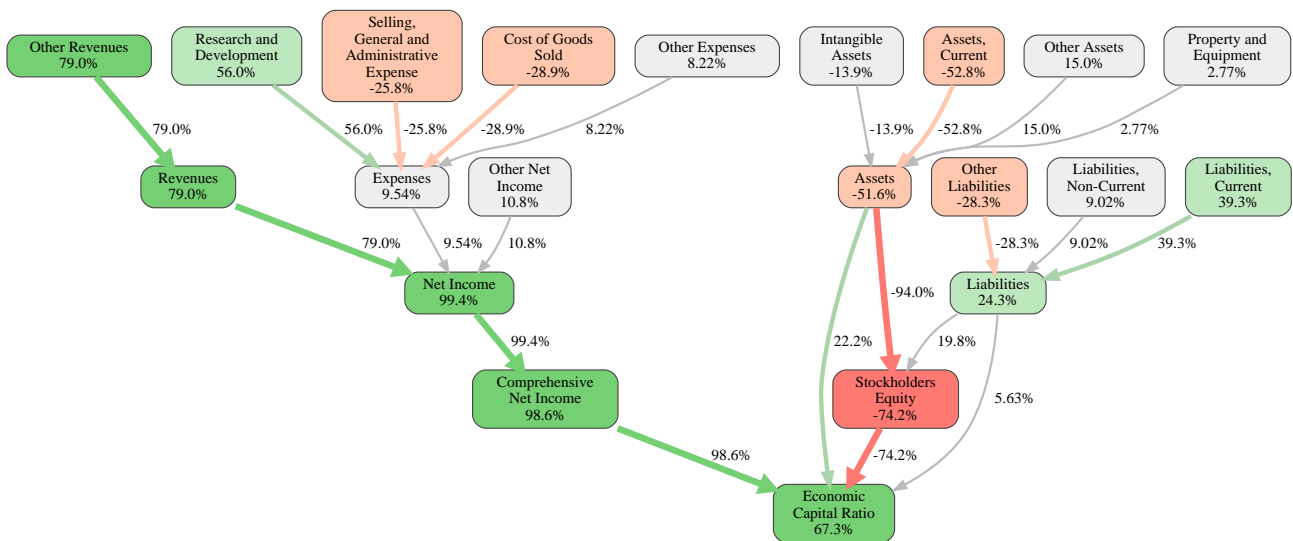 Other Revenues
79.0%
Research and
Development
56.0%
Selling,
General and
Administrative
Expense
-25.8%
Cost of Goods
Sold
-28.9%
Other Expenses
8.22%
Intangible
Assets
-13.9%
Assets,
Current
-52.8%
Other Assets
15.0%
Property and
Equipment
2.77%
79.0%
56.0%
-25.8%
-28.9%
8.22%
-13.9%
-52.8%
15.0%
2.77%
Revenues
79.0%
Expenses
9.54%
Other Net
Income
10.8%
Assets
-51.6%
Other
Liabilities
-28.3%
Liabilities,
Non-Current
9.02%
Liabilities,
Current
39.3%
79.0%
9.54%
10.8%
-28.3%
9.02%
39.3%
Net Income
99.4%
-94.0%
Liabilities
24.3%
99.4%
22.2%
19.8%
Comprehensive
Net Income
98.6%
Stockholders
Equity
-74.2%
5.63%
98.6%
-74.2%
Economic
Capital Ratio
67.3%